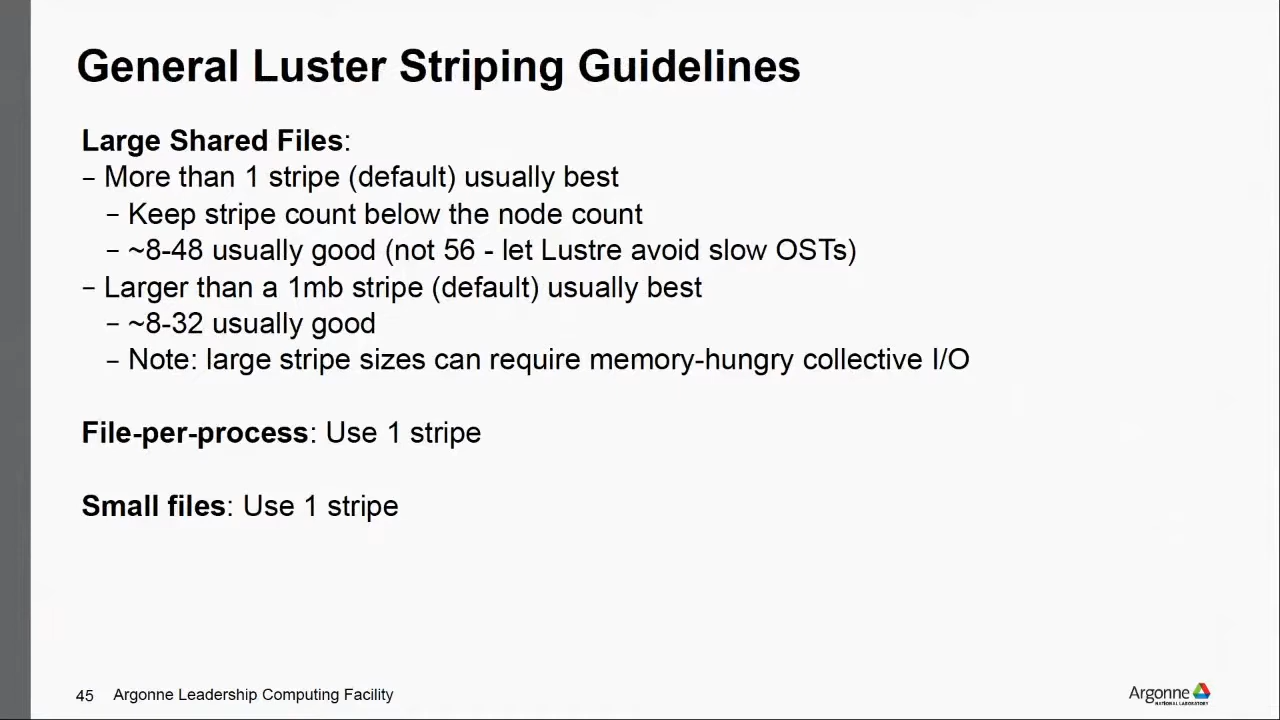 General Luster Striping Guidelines
Large Shared Files:
– More than 1 stripe (default) usually best
– Keep stripe count below the node count
– ~8-48 usually good (not 56 - let Lustre avoid slow OSTs)
– Larger than a 1mb stripe (default) usually best
– ~8-32 usually good
– Note: large stripe sizes can require memory-hungry collective I/O
File-per-process: Use 1 stripe
Small files: Use 1 stripe
45 Argonne Leadership Computing Facility
Argonne
NATIONAL LABORATORY